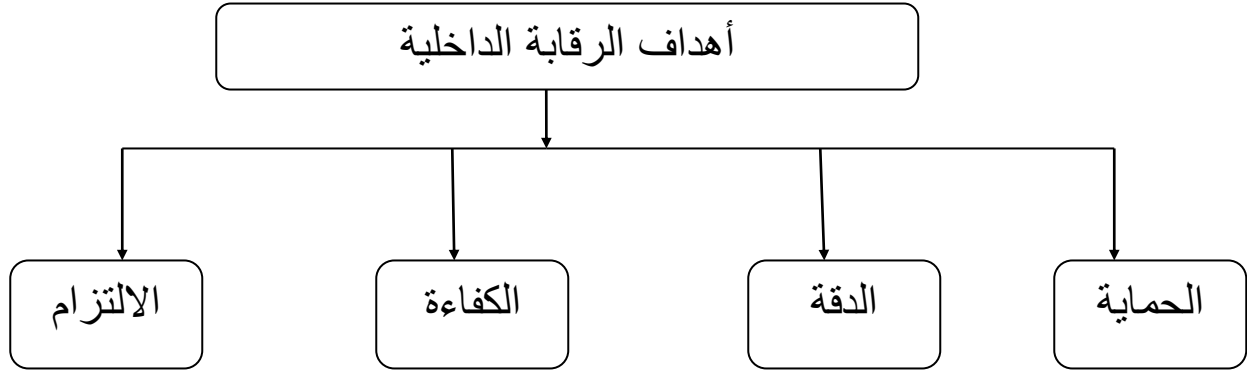 أهداف الرقابة الداخلية
الحماية
الدقة
الكفاءة
الالتزام